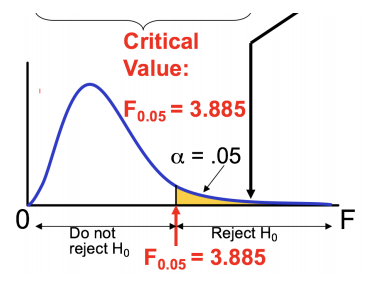 Critical
Value:
F0.05 = 3.885
α = .05
0
F
Do not
reject H0
Reject H0
F0.05 = 3.885